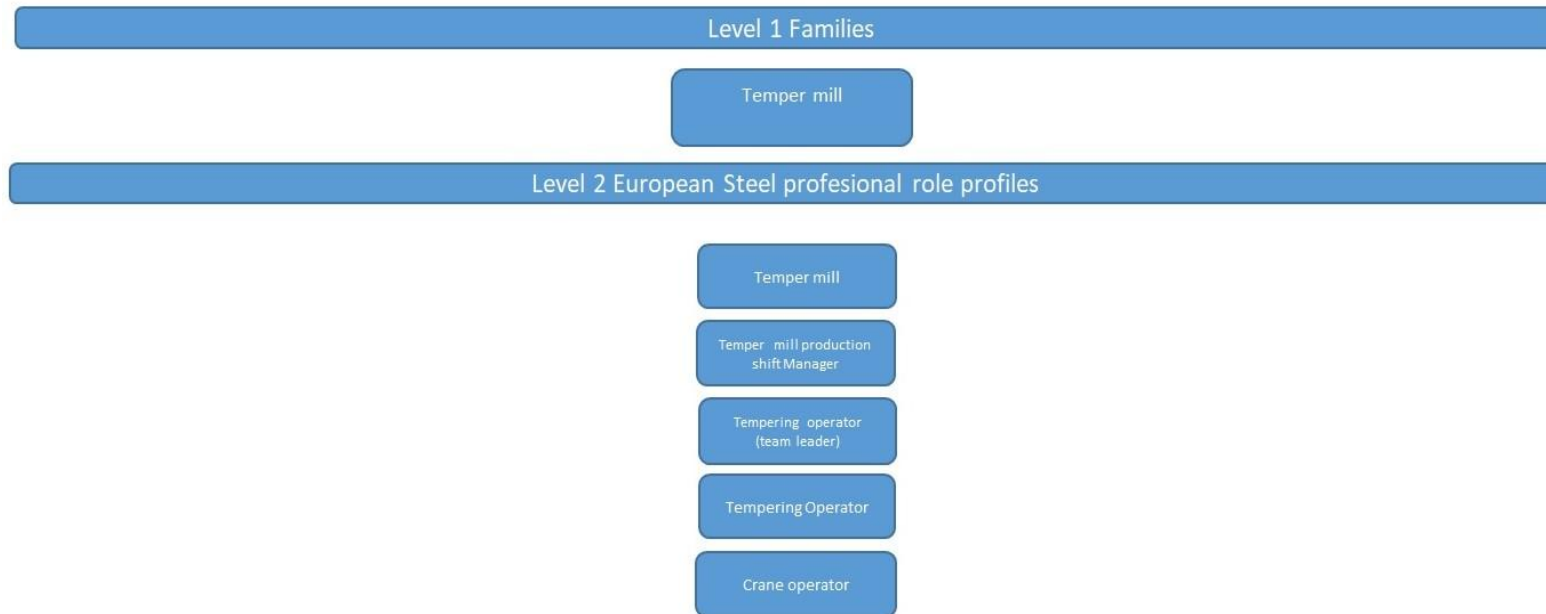 Level 1 Families
Temper mill
Level 2 European Steel profesional role profiles
Temper mill
Temper mill production
shift Manager
Tempering operator
(team leader)
Tempering Operator
Crane operator